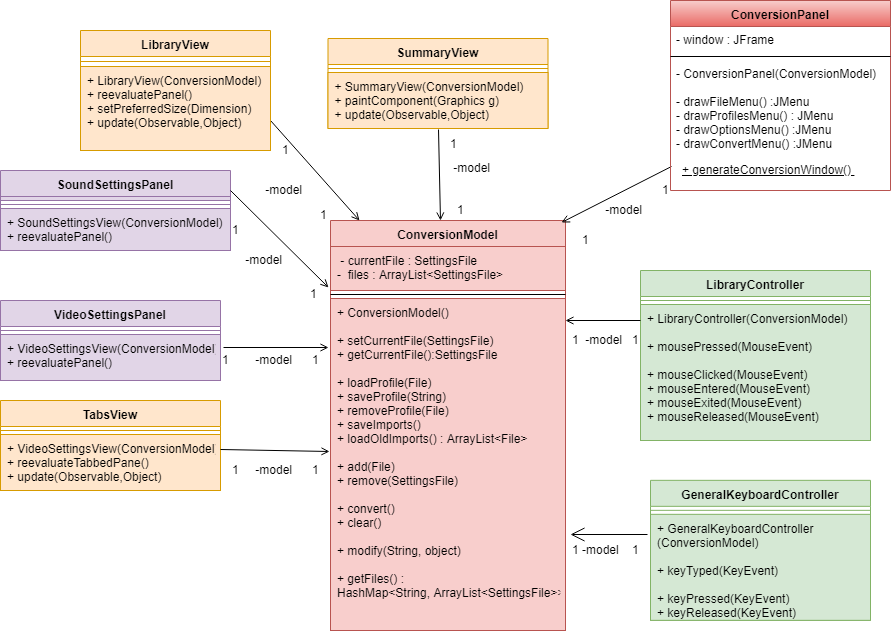 LibraryView
+ LibraryView(ConversionModel)
+ reevaluatePanel()
+ setPreferredSize(Dimension)
+ update(Observable,Object)
SummaryView
+ SummaryView(ConversionModel)
+ paintComponent(Graphics g)
+ update(Observable,Object)
ConversionPanel
- window : JFrame
- ConversionPanel(ConversionModel)
- drawFileMenu() :JMenu
- drawProfilesMenu() : JMenu
- drawOptionsMenu() :JMenu
- drawConvertMenu() :JMenu
+ generateConversionWindow()
1
-model
1
1
-model
1
1
-model
1
SoundSettingsPanel
+ SoundSettingsView(ConversionModel)
+ reevaluatePanel()
1
-model
1
VideoSettingsPanel
+ VideoSettingsView(ConversionModel
+ reevaluatePanel()
1
-model
1
TabsView
+ VideoSettingsView(ConversionModel
+ reevaluateTabbedPane()
+ update(Observable,Object)
1
-model
1
ConversionModel
- currentFile : SettingsFile
- files : ArrayList<SettingsFile>
+ ConversionModel()
+ setCurrentFile(SettingsFile)
+ getCurrentFile():SettingsFile
+ loadProfile(File)
+ saveProfile(String)
+ removeProfile(File)
+ saveImports()
+ loadOldImports() : ArrayList<File>
+ add(File)
+ remove(SettingsFile)
+ convert()
+ clear()
+ modify(String, object)
+ getFiles() :
HashMap<String, ArrayList<SettingsFile>>
LibraryController
+ LibraryController(ConversionModel)
+ mousePressed(MouseEvent)
+ mouseClicked(MouseEvent)
+ mouseEntered(MouseEvent)
+ mouseExited(MouseEvent)
+ mouseReleased(MouseEvent)
1
-model
1
GeneralKeyboardController
+ GeneralKeyboardController
(ConversionModel)
+ keyTyped(KeyEvent)
+ keyPressed(KeyEvent)
+ keyReleased(KeyEvent)
1
-model
1